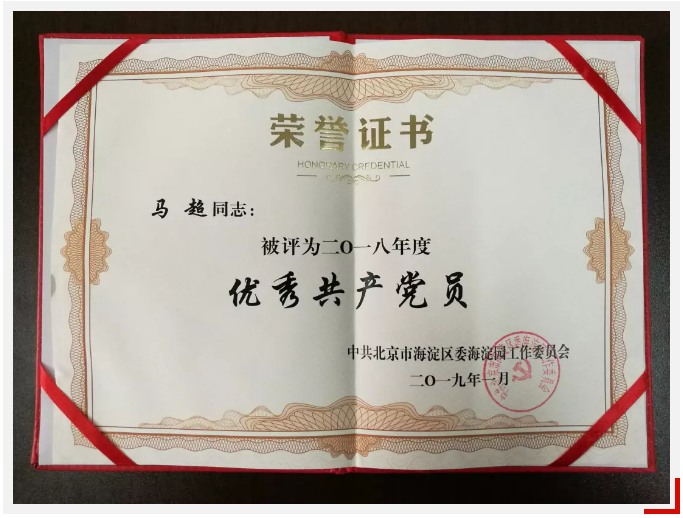 荣誉证书
HONORARY CREDENTIAL
马 超同志：
被评为二〇一八年度
优秀共产党员
中共北京市海淀区委海淀园工作委员会
二〇一九年一月